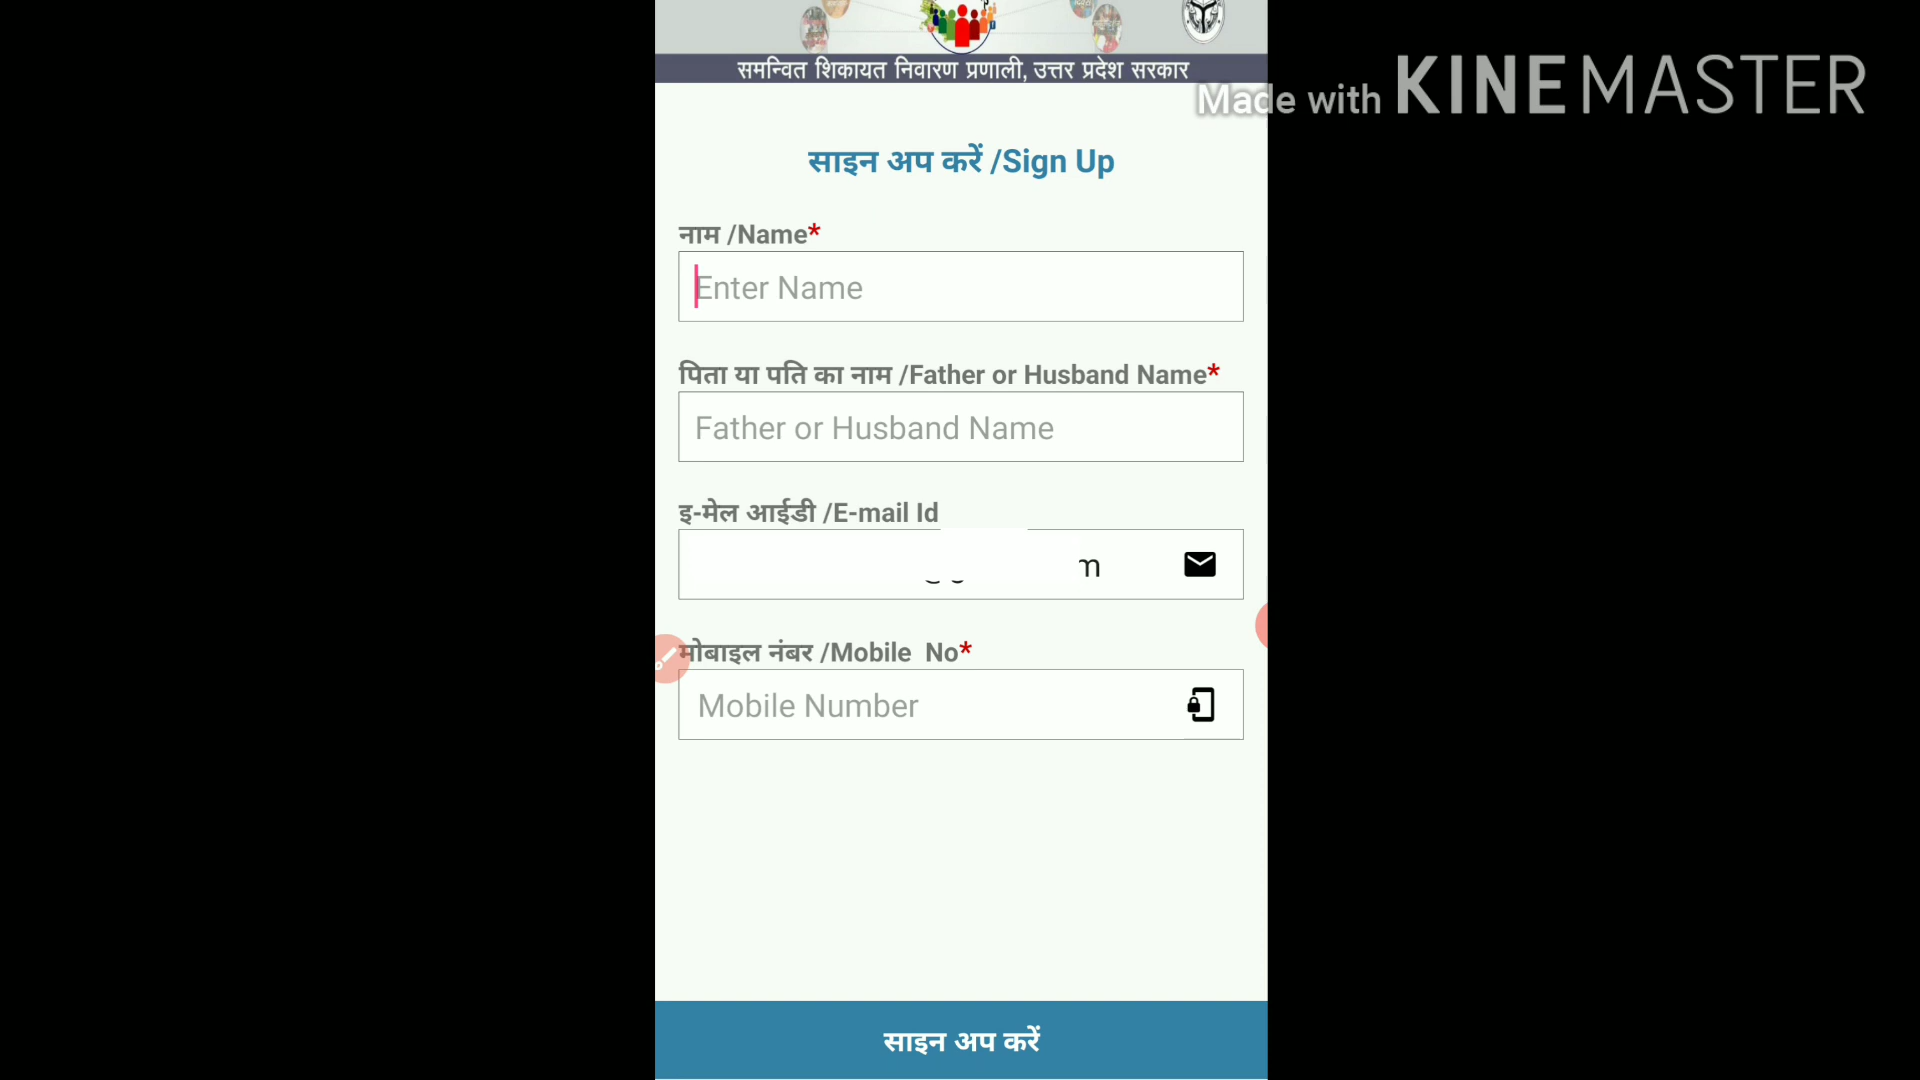 समन्वित शिकायत निवारण प्रणाली, उत्तर प्रदेश सरकार
Made with KINEMASTER
साइन अप करें /Sign Up
नाम /Name*
Enter Name
पिता या पति का नाम /Father or Husband Name*
Father or Husband Name
इ-मेल आईडी /E-mail Id
m
मोबाइल नंबर /Mobile No*
Mobile Number
साइन अप करें